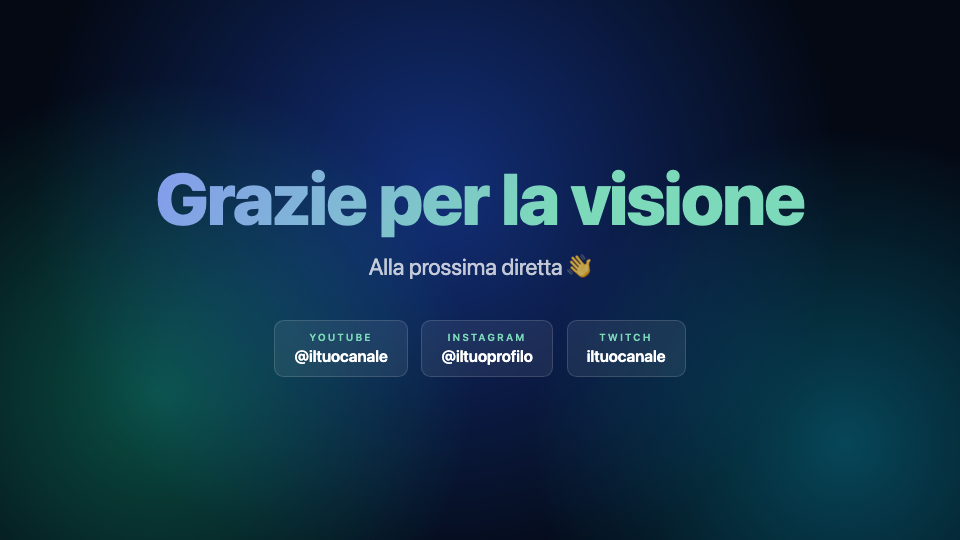 Grazie per la visione
Alla prossima diretta 👋
YOUTUBE
@iltuocanale
INSTAGRAM
@iltuoprofilo
TWITCH
iltuocanale